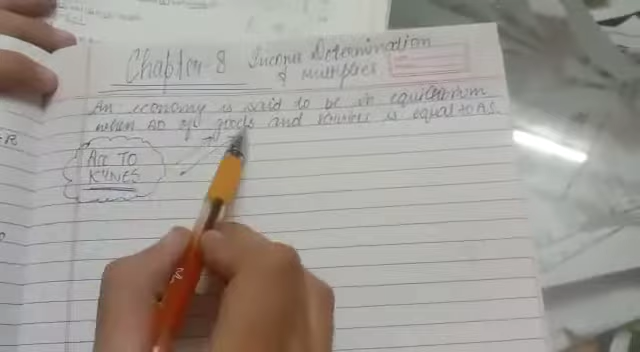 Chapter 8 Income Determination
& multiplier
An economy is said to be in equilibrium
when AD of goods and services is equal to AS.
Acc TO
KYNES